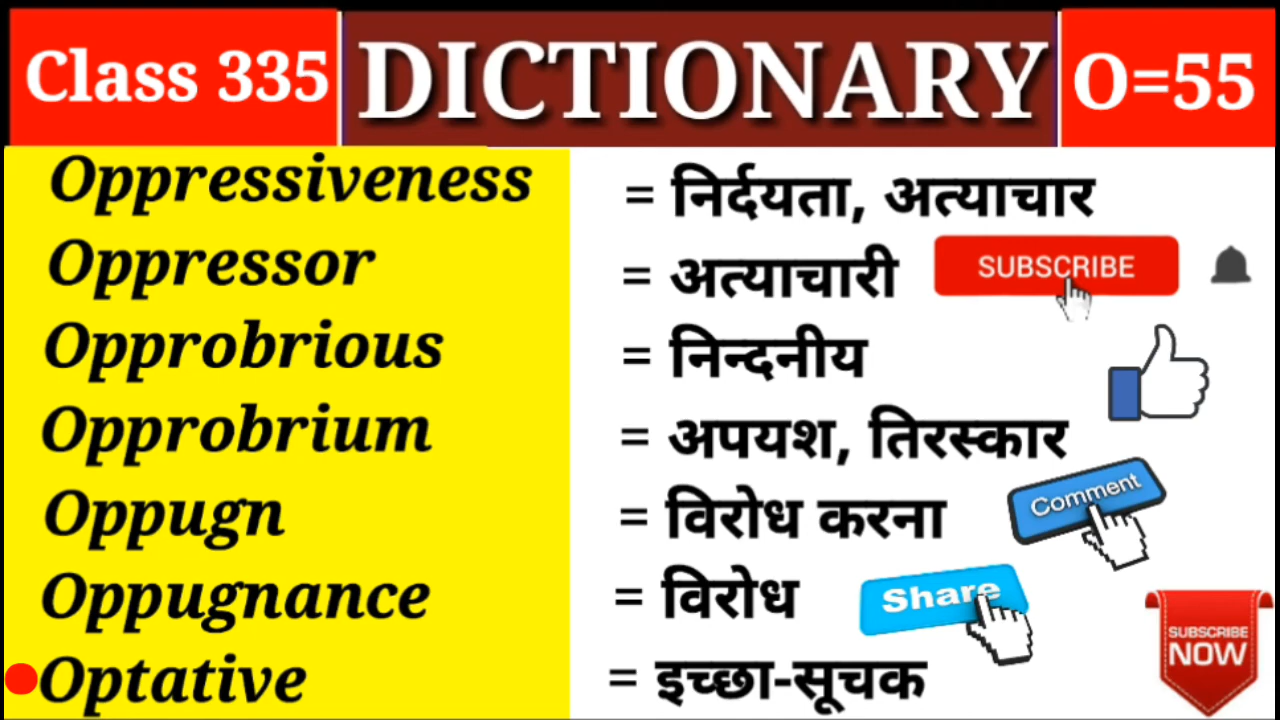 Class 335 DICTIONARY O=55
Oppressiveness = निर्दयता, अत्याचार
Oppressor = अत्याचारी SUBSCRIBE
Opprobrious = निन्दनीय
Opprobrium = अपयश, तिरस्कार
Oppugn = विरोध करना Comment
Oppugnance = विरोध Share
Optative = इच्छा-सूचक SUBSCRIBE
NOW